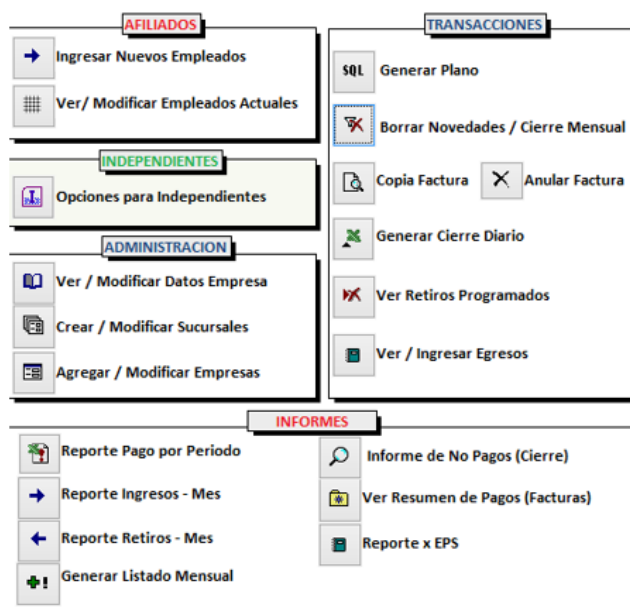 AFILIADOS
Ingresar Nuevos Empleados
Ver/ Modificar Empleados Actuales
INDEPENDIENTES
Opciones para Independientes
ADMINISTRACION
Ver / Modificar Datos Empresa
Crear / Modificar Sucursales
Agregar / Modificar Empresas
TRANSACCIONES
SQL Generar Plano
Borrar Novedades / Cierre Mensual
Copia Factura Anular Factura
Generar Cierre Diario
Ver Retiros Programados
Ver / Ingresar Egresos
INFORMES
Reporte Pago por Periodo
Reporte Ingresos - Mes
Reporte Retiros - Mes
Generar Listado Mensual
Informe de No Pagos (Cierre)
Ver Resumen de Pagos (Facturas)
Reporte x EPS